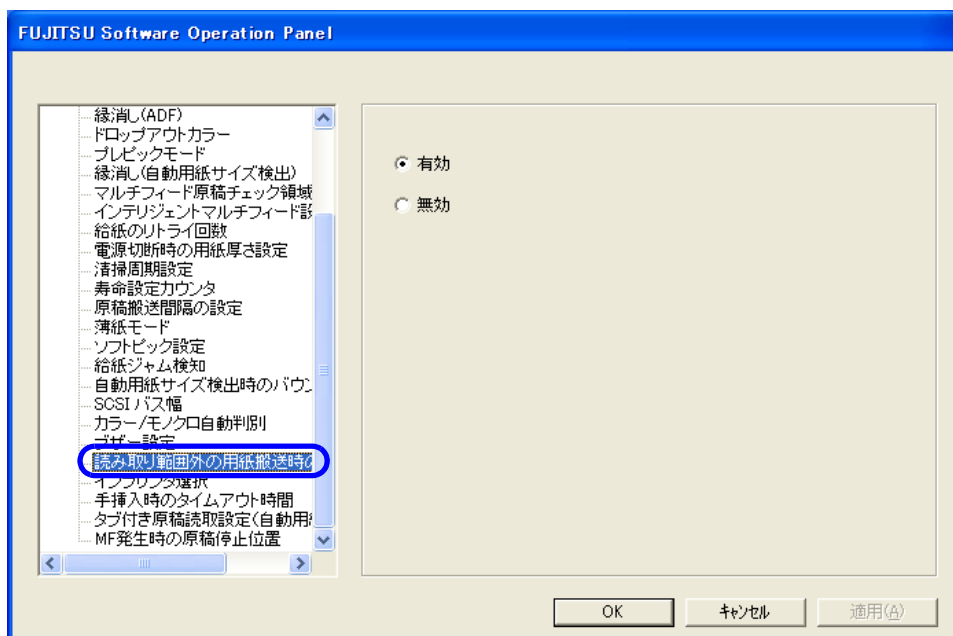 FUJITSU Software Operation Panel
縁消し(ADF)
ドロップアウトカラー
プレピックモード
縁消し(自動用紙サイズ検出)
マルチフィード原稿チェック領域
インテリジェントマルチフィード設
給紙のリトライ回数
電源切断時の用紙厚さ設定
清掃周期設定
寿命設定カウンタ
原稿搬送間隔の設定
薄紙モード
ソフトピック設定
給紙ジャム検知
自動用紙サイズ検出時のバウン
SCSI バス幅
カラー/モノクロ自動判別
ブザー設定
読み取り範囲外の用紙搬送時の
インプリンタ選択
手挿入時のタイムアウト時間
タブ付き原稿読取設定(自動用
MF発生時の原稿停止位置
有効
無効
OK
キャンセル
適用(A)